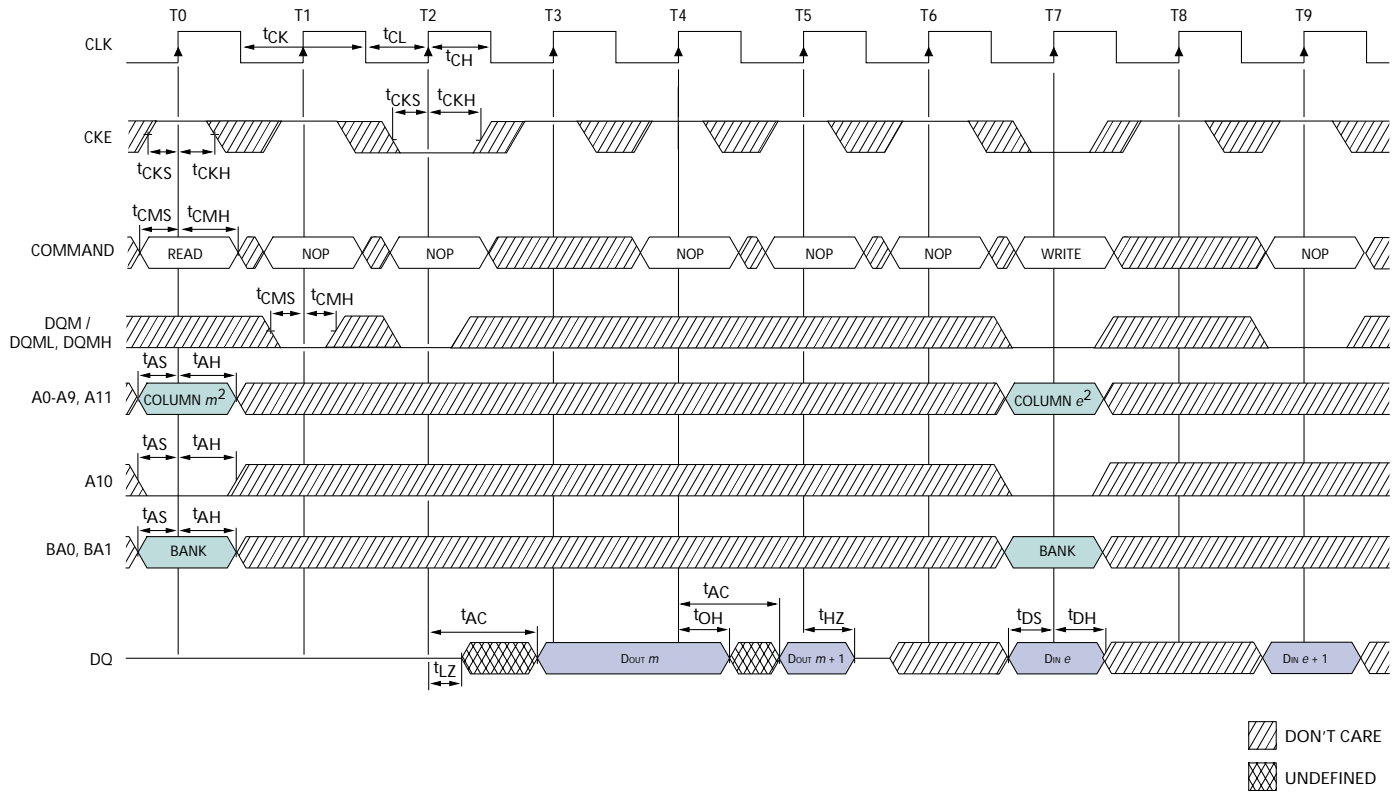 T0 T1 T2 T3 T4 T5 T6 T7 T8 T9
CLK tCK tCL tCH
tCKS tCKH
CKE
tCKS tCKH
tCMS tCMH
COMMAND READ NOP NOP NOP NOP NOP WRITE NOP
tCMS tCMH
DQM /
DQML, DQMH
tAS tAH
A0-A9, A11 COLUMN m2 COLUMN e2
tAS tAH
A10
tAS tAH
BA0, BA1 BANK BANK
tAC tAC tOH tHZ tDS tDH
DQ DOUT m DOUT m + 1 DIN e DIN e + 1
tLZ
DON'T CARE
UNDEFINED